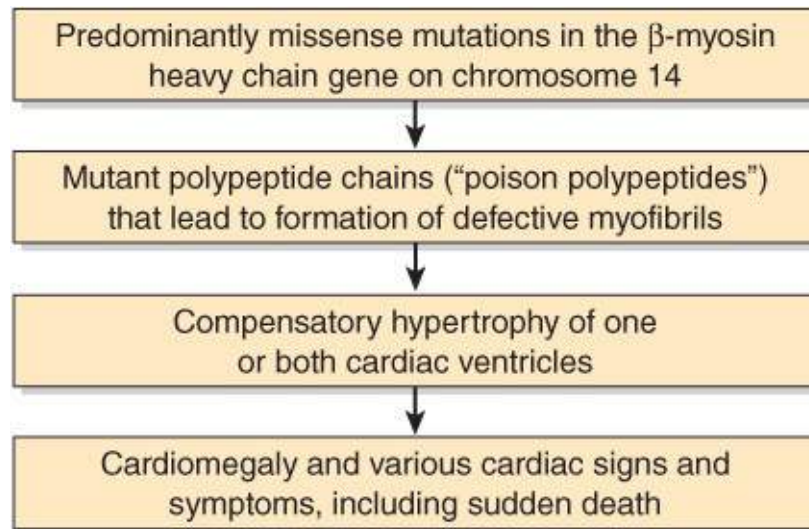 Predominantly missense mutations in the β-myosin
heavy chain gene on chromosome 14
Mutant polypeptide chains (“poison polypeptides”)
that lead to formation of defective myofibrils
Compensatory hypertrophy of one
or both cardiac ventricles
Cardiomegaly and various cardiac signs and
symptoms, including sudden death